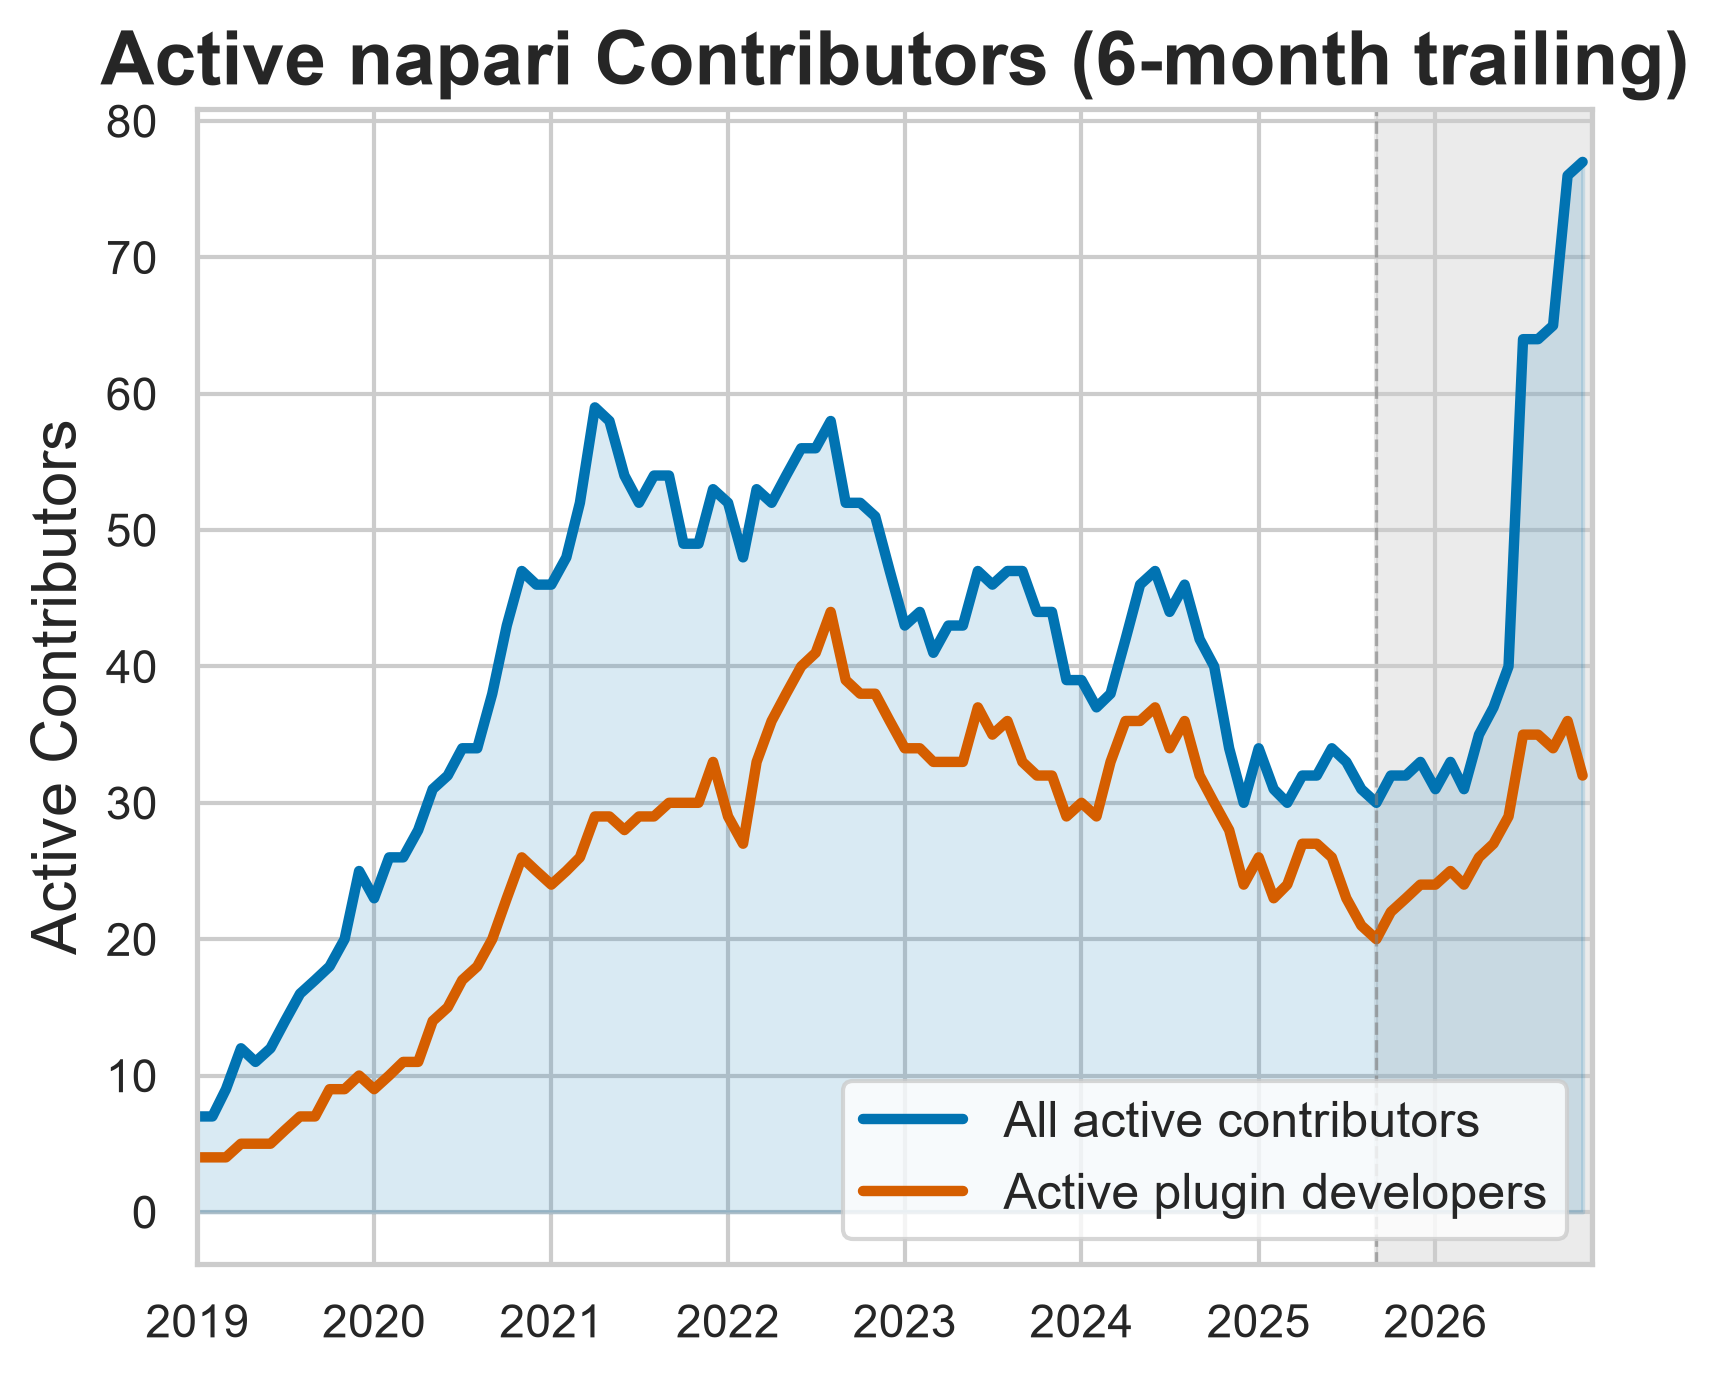 Active napari Contributors (6-month trailing)
Active Contributors
80
70
60
50
40
30
20
10
0
All active contributors
Active plugin developers
2019 2020 2021 2022 2023 2024 2025 2026